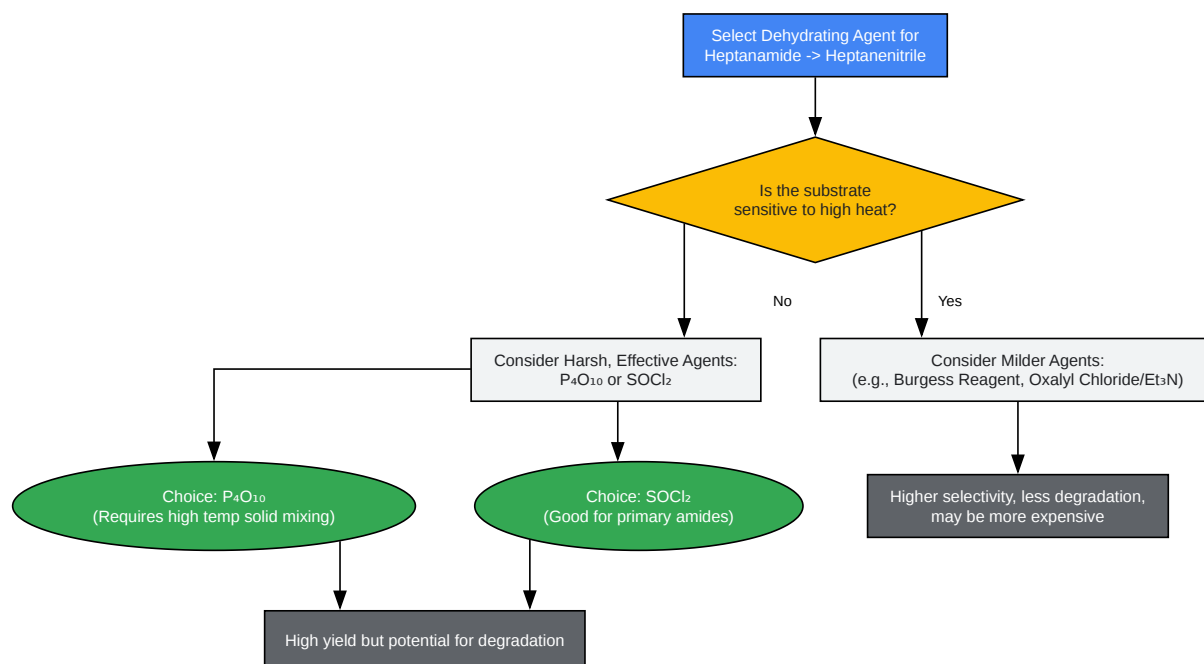 Select Dehydrating Agent for
Heptanamide -> Heptanenitrile
Is the substrate
sensitive to high heat?
No
Yes
Consider Harsh, Effective Agents:
P₄O₁₀ or SOCl₂
Consider Milder Agents:
(e.g., Burgess Reagent, Oxalyl Chloride/Et₃N)
Choice: P₄O₁₀
(Requires high temp solid mixing)
Choice: SOCl₂
(Good for primary amides)
Higher selectivity, less degradation,
may be more expensive
High yield but potential for degradation